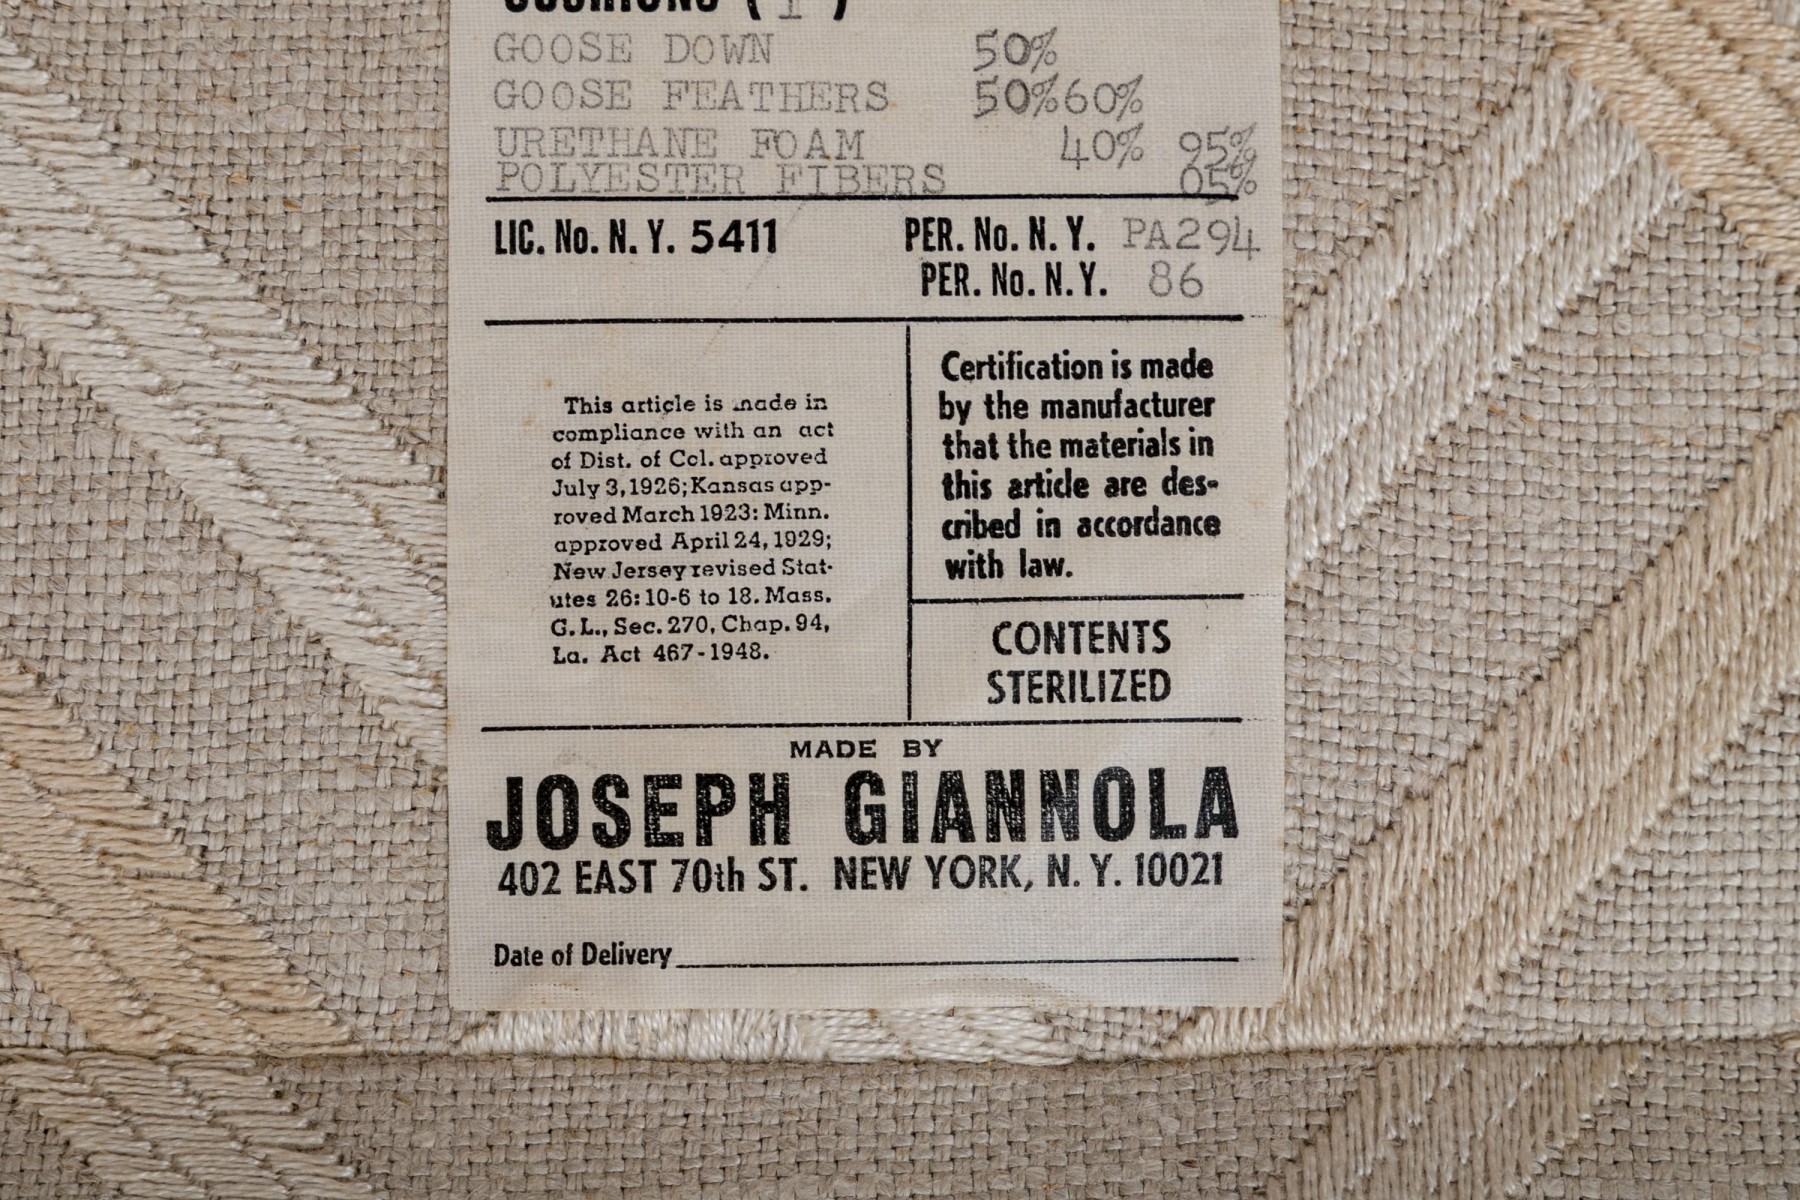 CUSHIONS ( 1 )
GOOSE DOWN 50%
GOOSE FEATHERS 50% 60%
URETHANE FOAM 40% 95%
POLYESTER FIBERS 05%
LIC. No. N. Y. 5411 PER. No. N. Y. PA294
PER. No. N. Y. 86
This article is made in
compliance with an act
of Dist. of Col. approved
July 3, 1926; Kansas app-
roved March 1923: Minn.
approved April 24, 1929;
New Jersey revised Stat-
utes 26: 10-6 to 18. Mass.
G. L., Sec. 270, Chap. 94,
La. Act 467-1948.
Certification is made
by the manufacturer
that the materials in
this article are des-
cribed in accordance
with law.
CONTENTS
STERILIZED
MADE BY
JOSEPH GIANNOLA
402 EAST 70th ST. NEW YORK, N. Y. 10021
Date of Delivery